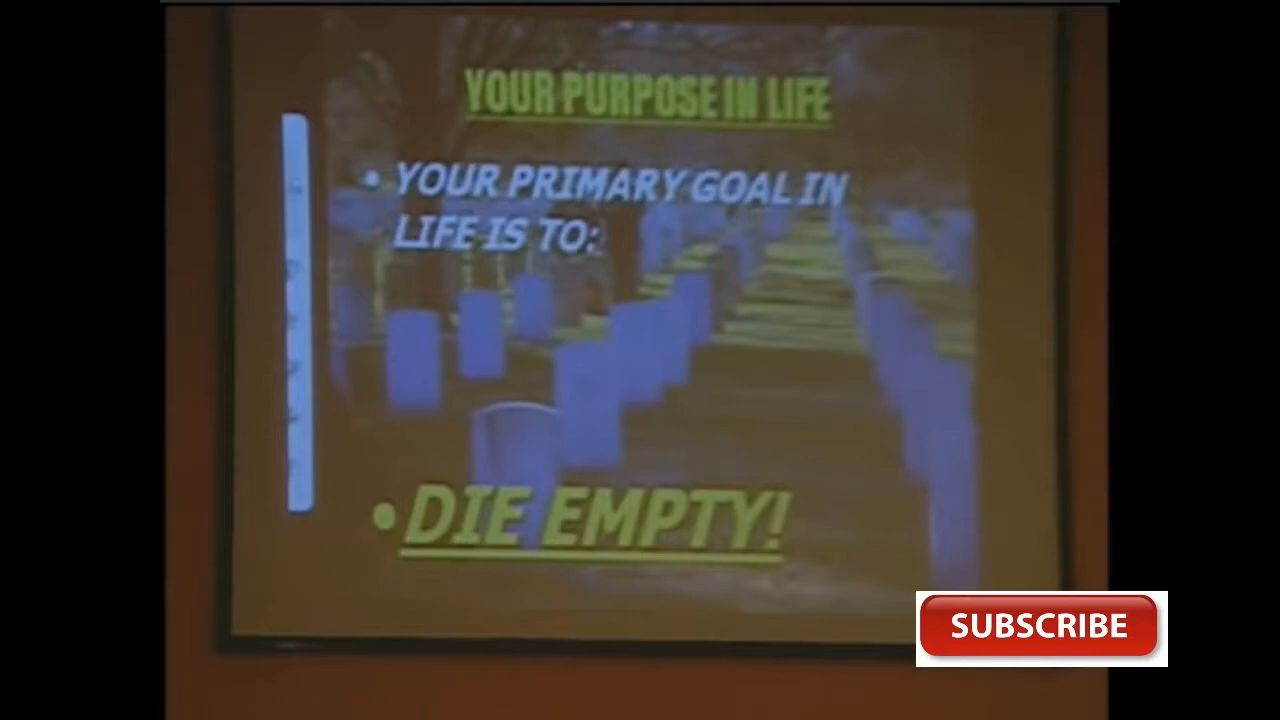 YOUR PURPOSE IN LIFE
• YOUR PRIMARY GOAL IN
LIFE IS TO:
• DIE EMPTY!
SUBSCRIBE